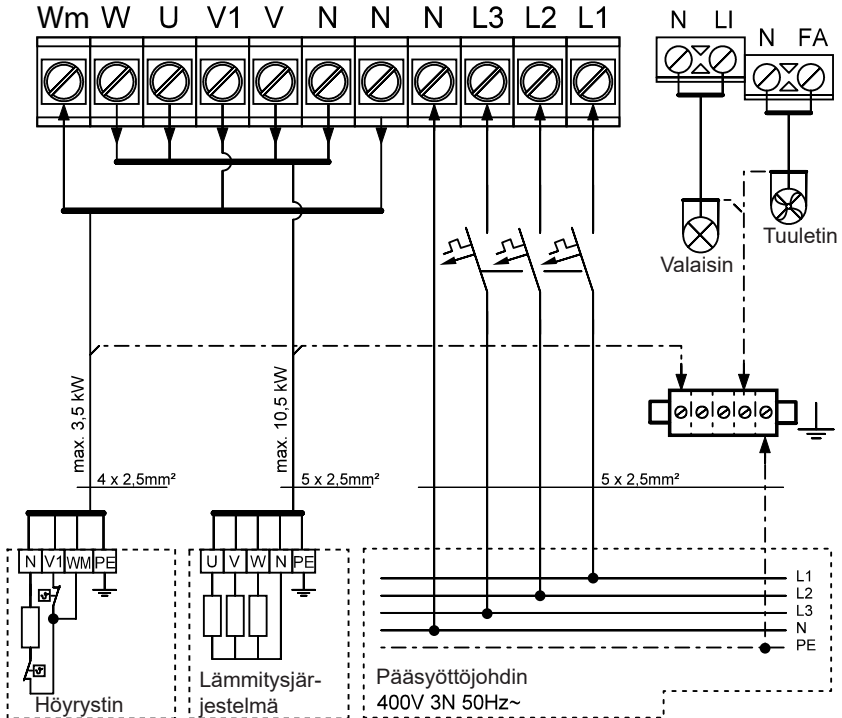 Wm W U V1 V N N N L3 L2 L1
N LI
N FA
Valaisin
Tuuletin
max. 3,5 kW
max. 10,5 kW
4 x 2,5mm²
5 x 2,5mm²
5 x 2,5mm²
N V1 WM PE
U V W N PE
L1
L2
L3
N
PE
Höyrystin
Lämmitysjär-
jestelmä
Pääsyöttöjohdin
400V 3N 50Hz~